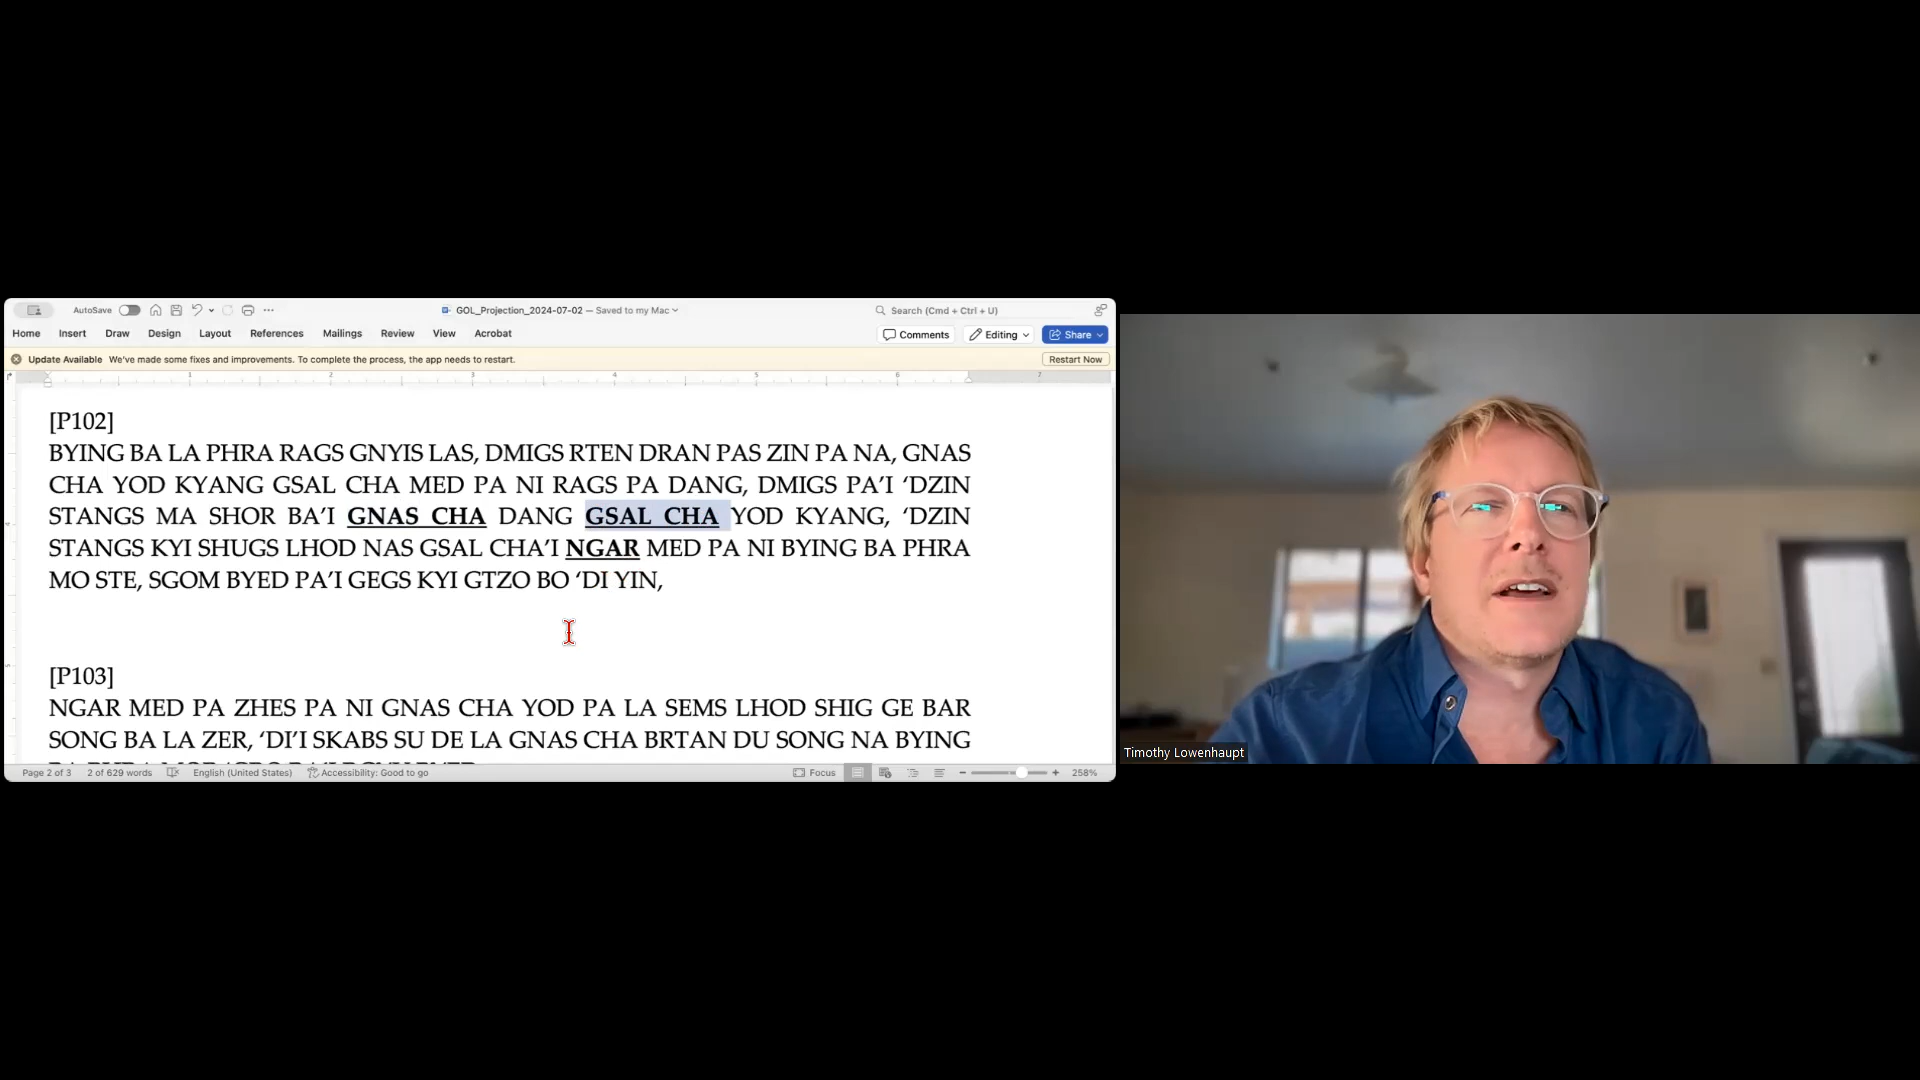 AutoSave
GOL_Projection_2024-07-02 — Saved to my Mac
Search (Cmd + Ctrl + U)
Home Insert Draw Design Layout References Mailings Review View Acrobat
Comments Editing Share
Update Available We've made some fixes and improvements. To complete the process, the app needs to restart.
Restart Now
1 2 3 4 5 6 7
[P102]
BYING BA LA PHRA RAGS GNYIS LAS, DMIGS RTEN DRAN PAS ZIN PA NA, GNAS
CHA YOD KYANG GSAL CHA MED PA NI RAGS PA DANG, DMIGS PA’I ‘DZIN
STANGS MA SHOR BA’I GNAS CHA DANG GSAL CHA YOD KYANG, ‘DZIN
STANGS KYI SHUGS LHOD NAS GSAL CHA’I NGAR MED PA NI BYING BA PHRA
MO STE, SGOM BYED PA’I GEGS KYI GTZO BO ‘DI YIN,
[P103]
NGAR MED PA ZHES PA NI GNAS CHA YOD PA LA SEMS LHOD SHIG GE BAR
SONG BA LA ZER, ‘DI’I SKABS SU DE LA GNAS CHA BRTAN DU SONG NA BYING
Page 2 of 3 2 of 629 words English (United States) Accessibility: Good to go Focus 258%
Timothy Lowenhaupt